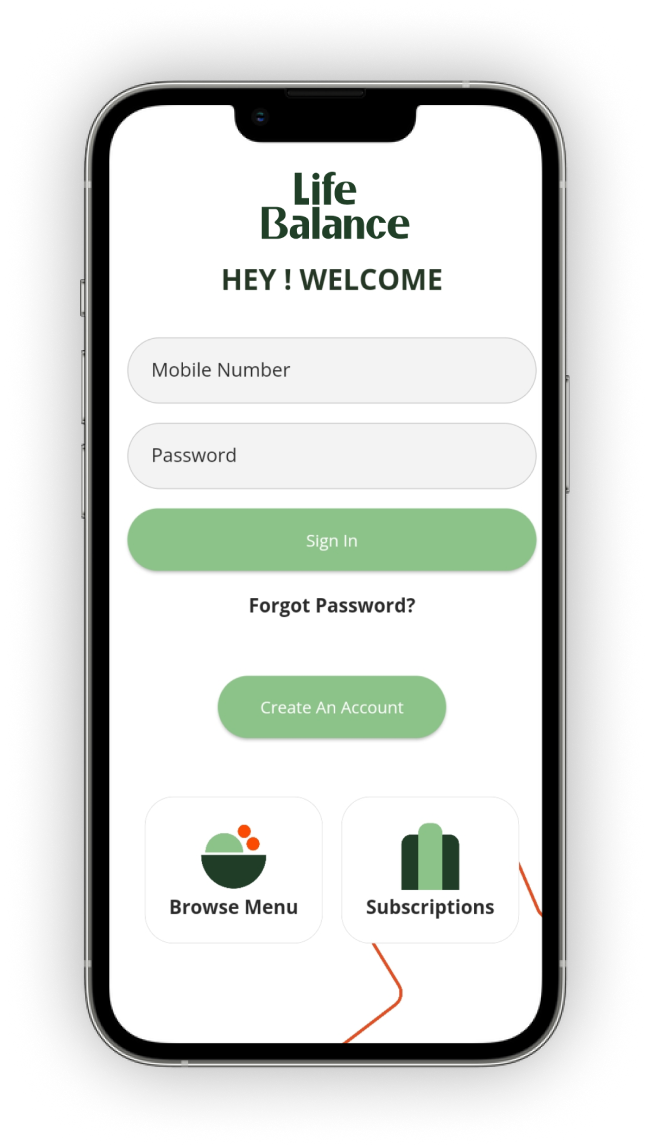 Life
Balance
HEY ! WELCOME
Mobile Number
Password
Sign In
Forgot Password?
Create An Account
Browse Menu
Subscriptions